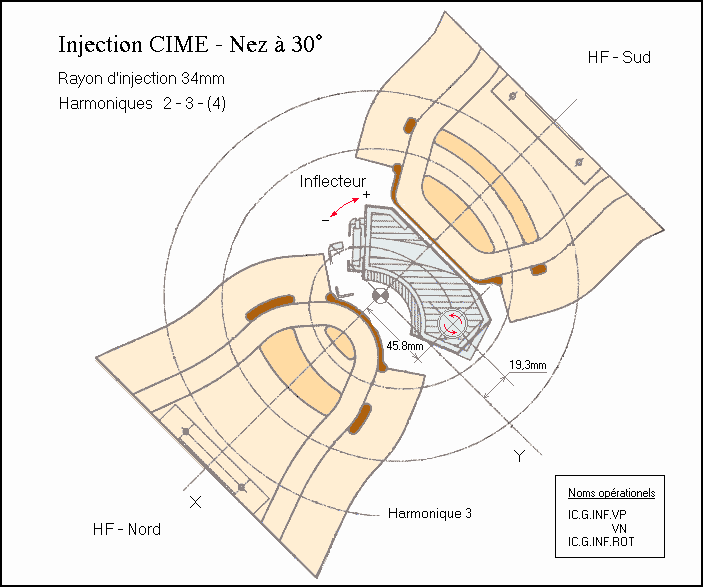 Injection CIME - Nez à 30°
Rayon d'injection 34mm
Harmoniques 2 - 3 - (4)
HF - Sud
Inflecteur
+
−
45.8mm
19,3mm
Y
X
Harmonique 3
HF - Nord
Noms opérationels
IC.G.INF.VP
VN
IC.G.INF.ROT